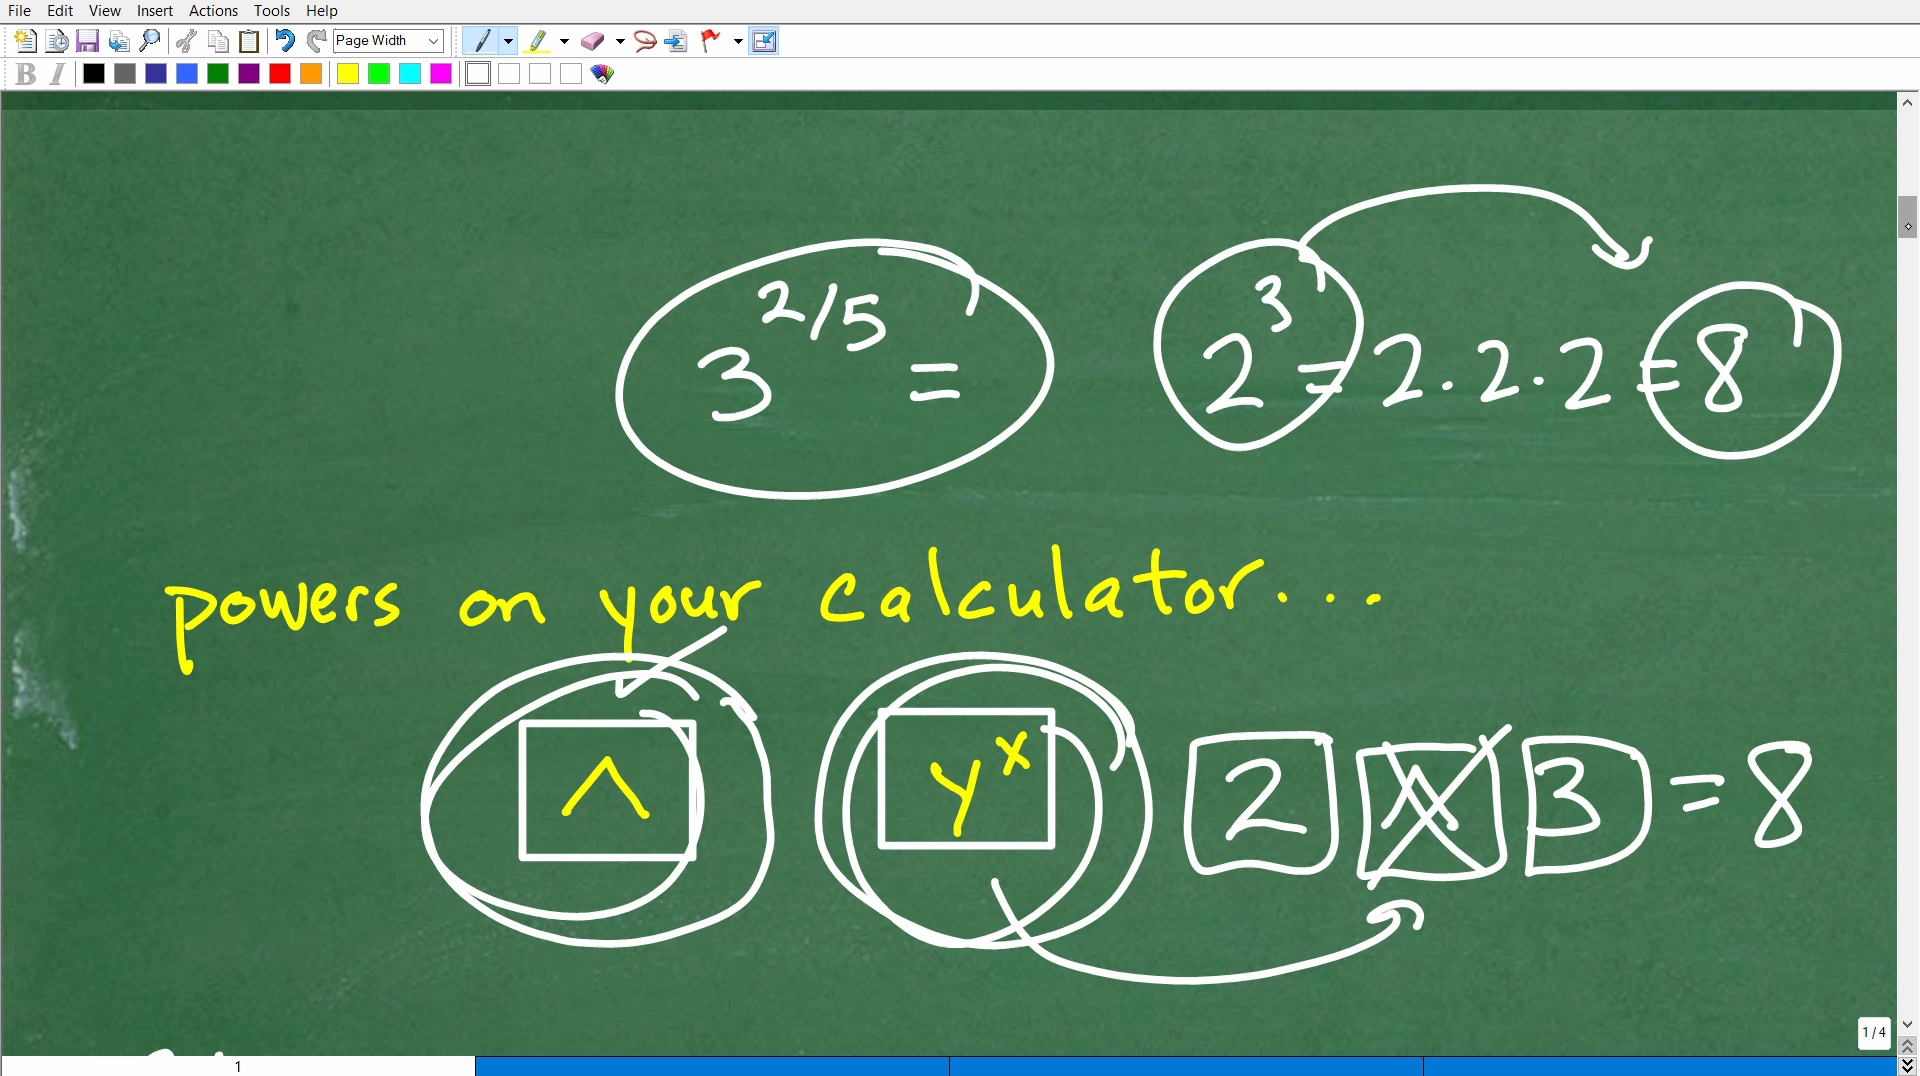 File Edit View Insert Actions Tools Help
Page Width
B I
3^2/5 = 2^3 = 2 · 2 · 2 = 8
powers on your calculator...
^ y^x 2 ^ 3 = 8
1 / 4
1